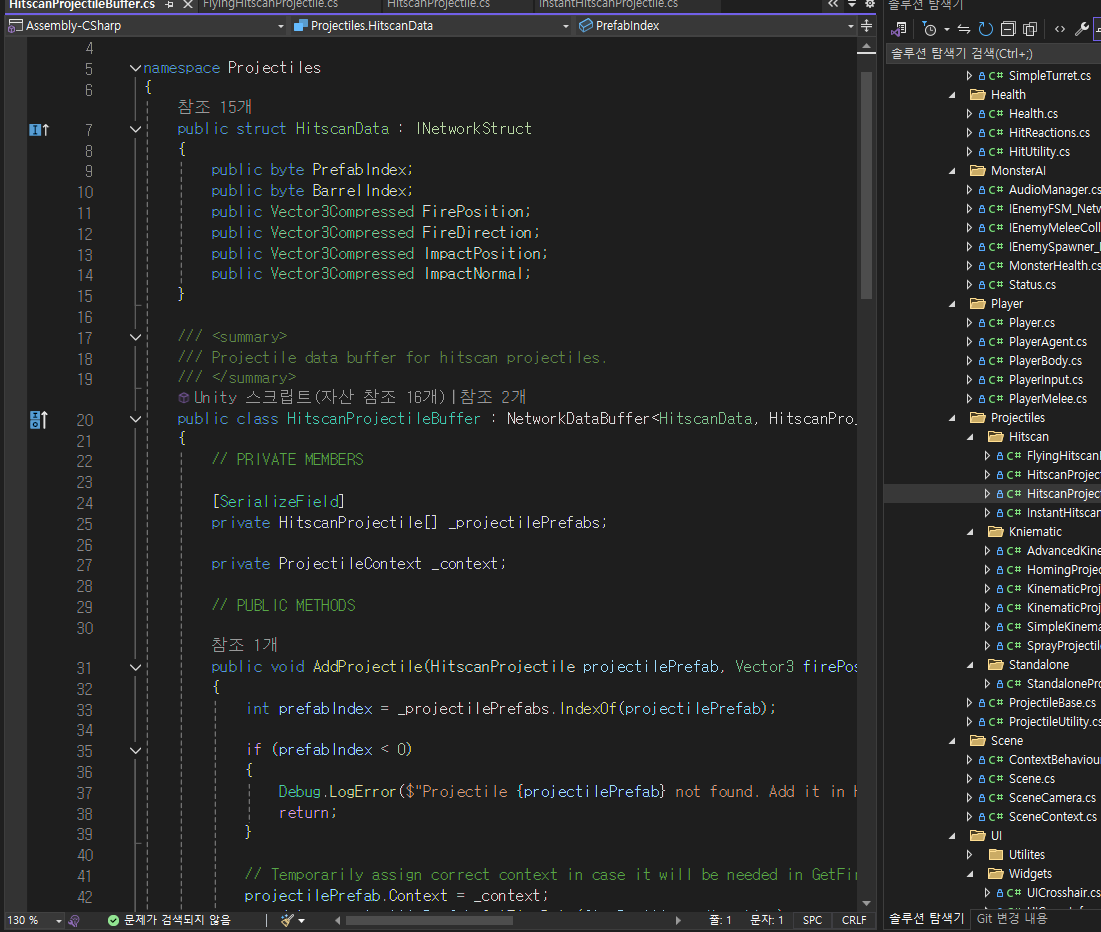 HitscanProjectileBuffer.cs
FlyingHitscanProjectile.cs
HitscanProjectile.cs
InstantHitscanProjectile.cs
Assembly-CSharp
Projectiles.HitscanData
PrefabIndex
4
5 namespace Projectiles
6 {
참조 15개
7 public struct HitscanData : INetworkStruct
8 {
9 public byte PrefabIndex;
10 public byte BarrelIndex;
11 public Vector3Compressed FirePosition;
12 public Vector3Compressed FireDirection;
13 public Vector3Compressed ImpactPosition;
14 public Vector3Compressed ImpactNormal;
15 }
16
17 /// <summary>
18 /// Projectile data buffer for hitscan projectiles.
19 /// </summary>
Unity 스크립트(자산 참조 16개)|참조 2개
20 public class HitscanProjectileBuffer : NetworkDataBuffer<HitscanData, HitscanProj
21 {
22 // PRIVATE MEMBERS
23
24 [SerializeField]
25 private HitscanProjectile[] _projectilePrefabs;
26
27 private ProjectileContext _context;
28
29 // PUBLIC METHODS
30
참조 1개
31 public void AddProjectile(HitscanProjectile projectilePrefab, Vector3 firePos
32 {
33 int prefabIndex = _projectilePrefabs.IndexOf(projectilePrefab);
34
35 if (prefabIndex < 0)
36 {
37 Debug.LogError($"Projectile {projectilePrefab} not found. Add it in H
38 return;
39 }
40
41 // Temporarily assign correct context in case it will be needed in GetFir
42 projectilePrefab.Context = _context;
130 %
문제가 검색되지 않음
줄: 1
문자: 1
SPC
CRLF
솔루션 탐색기
솔루션 탐색기 검색(Ctrl+;)
C# SimpleTurret.cs
Health
C# Health.cs
C# HitReactions.cs
C# HitUtility.cs
MonsterAI
C# AudioManager.cs
C# IEnemyFSM_Netw
C# IEnemyMeleeColl
C# IEnemySpawner_
C# MonsterHealth.cs
C# Status.cs
Player
C# Player.cs
C# PlayerAgent.cs
C# PlayerBody.cs
C# PlayerInput.cs
C# PlayerMelee.cs
Projectiles
Hitscan
C# FlyingHitscanP
C# HitscanProject
C# HitscanProject
C# InstantHitscan
Kniematic
C# AdvancedKine
C# HomingProjec
C# KinematicProj
C# KinematicProj
C# SimpleKinema
C# SprayProjectil
Standalone
C# StandalonePro
C# ProjectileBase.cs
C# ProjectileUtility.cs
Scene
C# ContextBehaviou
C# Scene.cs
C# SceneCamera.cs
C# SceneContext.cs
UI
Utilites
Widgets
C# UICrosshair.cs
솔루션 탐색기
Git 변경 내용